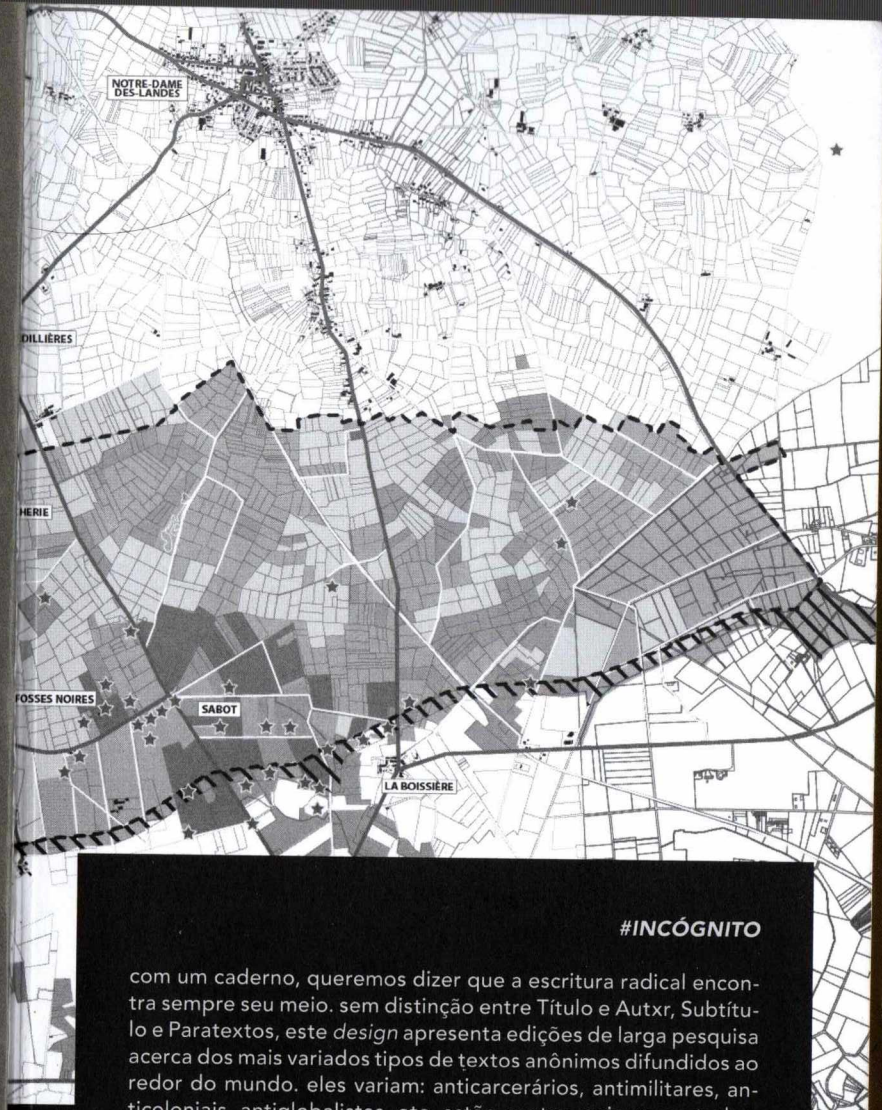 NOTRE-DAME
DES-LANDES
DILLIÈRES
HERIE
FOSSES NOIRES
SABOT
LA BOISSIÈRE
#INCÓGNITO
com um caderno, queremos dizer que a escritura radical encon-
tra sempre seu meio. sem distinção entre Título e Autxr, Subtítu-
lo e Paratextos, este design apresenta edições de larga pesquisa
acerca dos mais variados tipos de textos anônimos difundidos ao
redor do mundo. eles variam: anticarcerários, antimilitares, an-